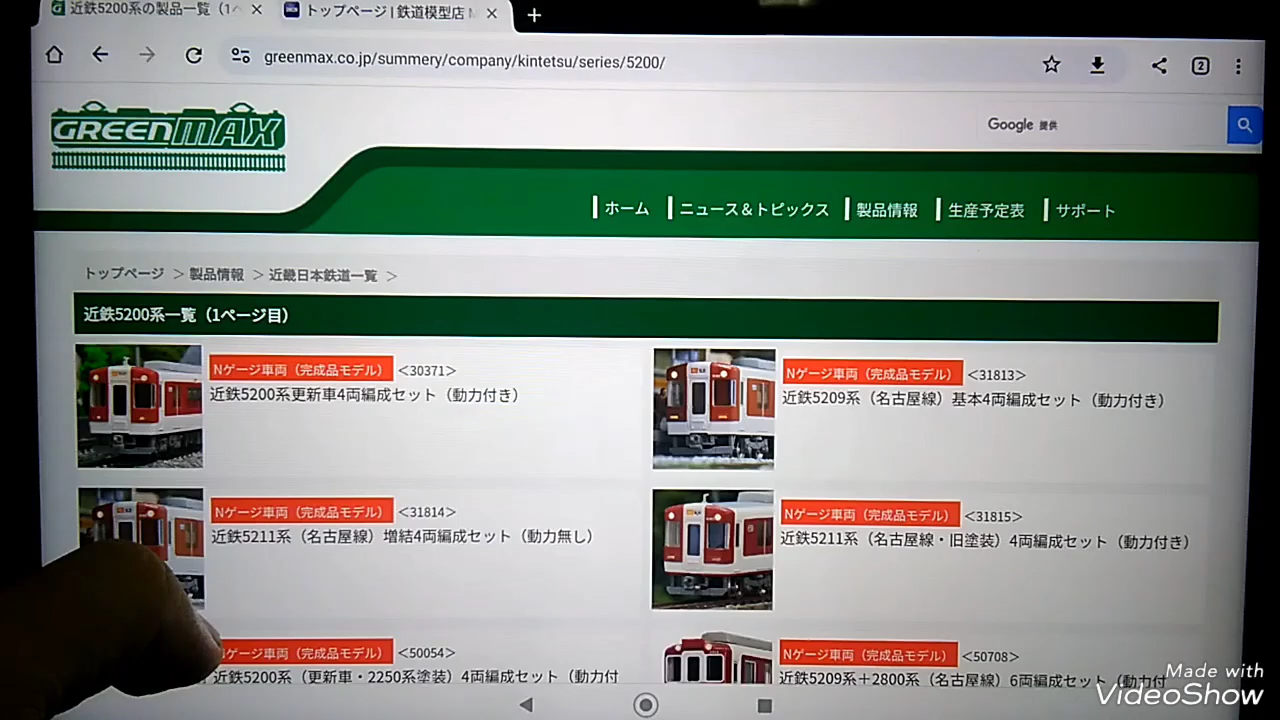 近鉄5200系の製品一覧（1
トップページ | 鉄道模型店
greenmax.co.jp/summery/company/kintetsu/series/5200/
2
GREENMAX
Google 提供
ホーム
ニュース＆トピックス
製品情報
生産予定表
サポート
トップページ ＞製品情報 ＞近畿日本鉄道一覧 ＞
近鉄5200系一覧（1ページ目）
Nゲージ車両（完成品モデル） ＜30371＞
近鉄5200系更新車4両編成セット（動力付き）
Nゲージ車両（完成品モデル） ＜31813＞
近鉄5209系（名古屋線）基本4両編成セット（動力付き）
Nゲージ車両（完成品モデル） ＜31814＞
近鉄5211系（名古屋線）増結4両編成セット（動力無し）
Nゲージ車両（完成品モデル） ＜31815＞
近鉄5211系（名古屋線・旧塗装）4両編成セット（動力付き）
ゲージ車両（完成品モデル） ＜50054＞
近鉄5200系（更新車・2250系塗装）4両編成セット（動力付
Nゲージ車両（完成品モデル） ＜50708＞
近鉄5209系＋2800系（名古屋線）6両編成セット（動力付
Made with
VideoShow